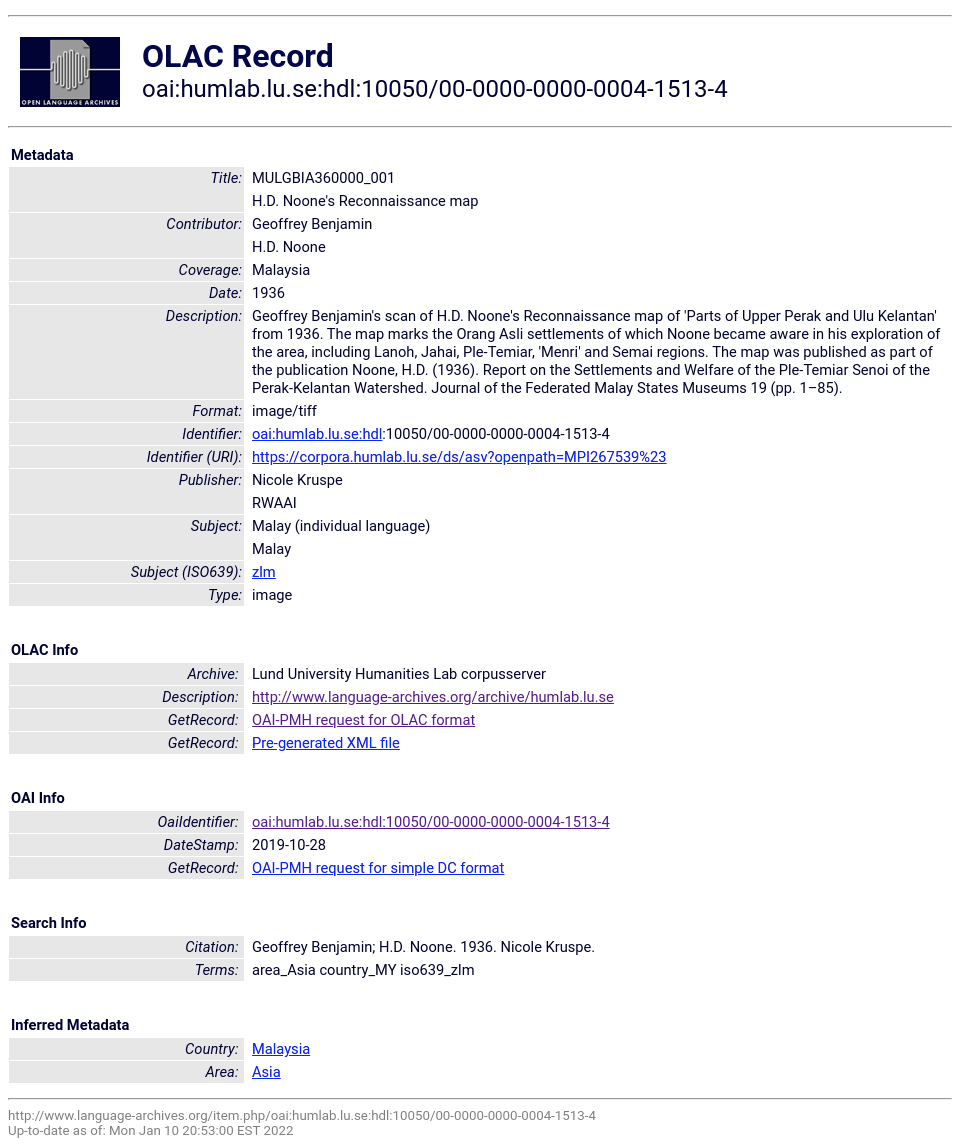 OPEN LANGUAGE ARCHIVES
OLAC Record
oai:humlab.lu.se:hdl:10050/00-0000-0000-0004-1513-4
Metadata
Title: MULGBIA360000_001
H.D. Noone's Reconnaissance map
Contributor: Geoffrey Benjamin
H.D. Noone
Coverage: Malaysia
Date: 1936
Description: Geoffrey Benjamin's scan of H.D. Noone's Reconnaissance map of 'Parts of Upper Perak and Ulu Kelantan'
from 1936. The map marks the Orang Asli settlements of which Noone became aware in his exploration of
the area, including Lanoh, Jahai, Ple-Temiar, 'Menri' and Semai regions. The map was published as part of
the publication Noone, H.D. (1936). Report on the Settlements and Welfare of the Ple-Temiar Senoi of the
Perak-Kelantan Watershed. Journal of the Federated Malay States Museums 19 (pp. 1–85).
Format: image/tiff
Identifier: oai:humlab.lu.se:hdl:10050/00-0000-0000-0004-1513-4
Identifier (URI): https://corpora.humlab.lu.se/ds/asv?openpath=MPI267539%23
Publisher: Nicole Kruspe
RWAAI
Subject: Malay (individual language)
Malay
Subject (ISO639): zlm
Type: image
OLAC Info
Archive: Lund University Humanities Lab corpusserver
Description: http://www.language-archives.org/archive/humlab.lu.se
GetRecord: OAI-PMH request for OLAC format
GetRecord: Pre-generated XML file
OAI Info
OaiIdentifier: oai:humlab.lu.se:hdl:10050/00-0000-0000-0004-1513-4
DateStamp: 2019-10-28
GetRecord: OAI-PMH request for simple DC format
Search Info
Citation: Geoffrey Benjamin; H.D. Noone. 1936. Nicole Kruspe.
Terms: area_Asia country_MY iso639_zlm
Inferred Metadata
Country: Malaysia
Area: Asia
http://www.language-archives.org/item.php/oai:humlab.lu.se:hdl:10050/00-0000-0000-0004-1513-4
Up-to-date as of: Mon Jan 10 20:53:00 EST 2022